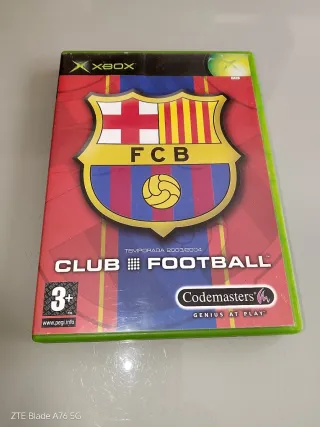 XBOX
FCB
TEMPORADA 2003/2004
CLUB FOOTBALL
3+
www.pegi.info
Codemasters
GENIUS AT PLAY
ZTE Blade A76 5G